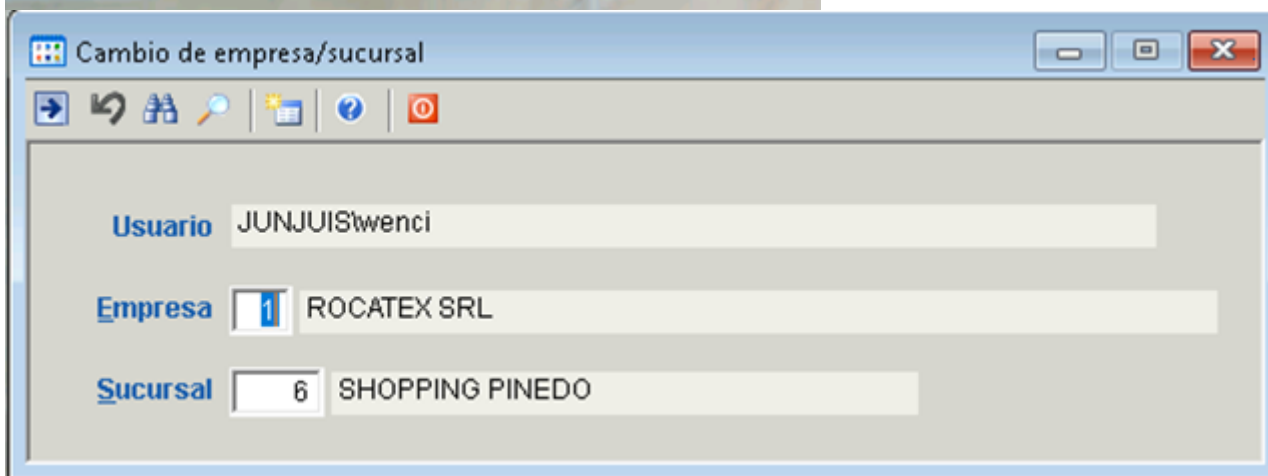 Cambio de empresa/sucursal
Usuario JUNJUIS\wenci
Empresa 1 ROCATEX SRL
Sucursal 6 SHOPPING PINEDO